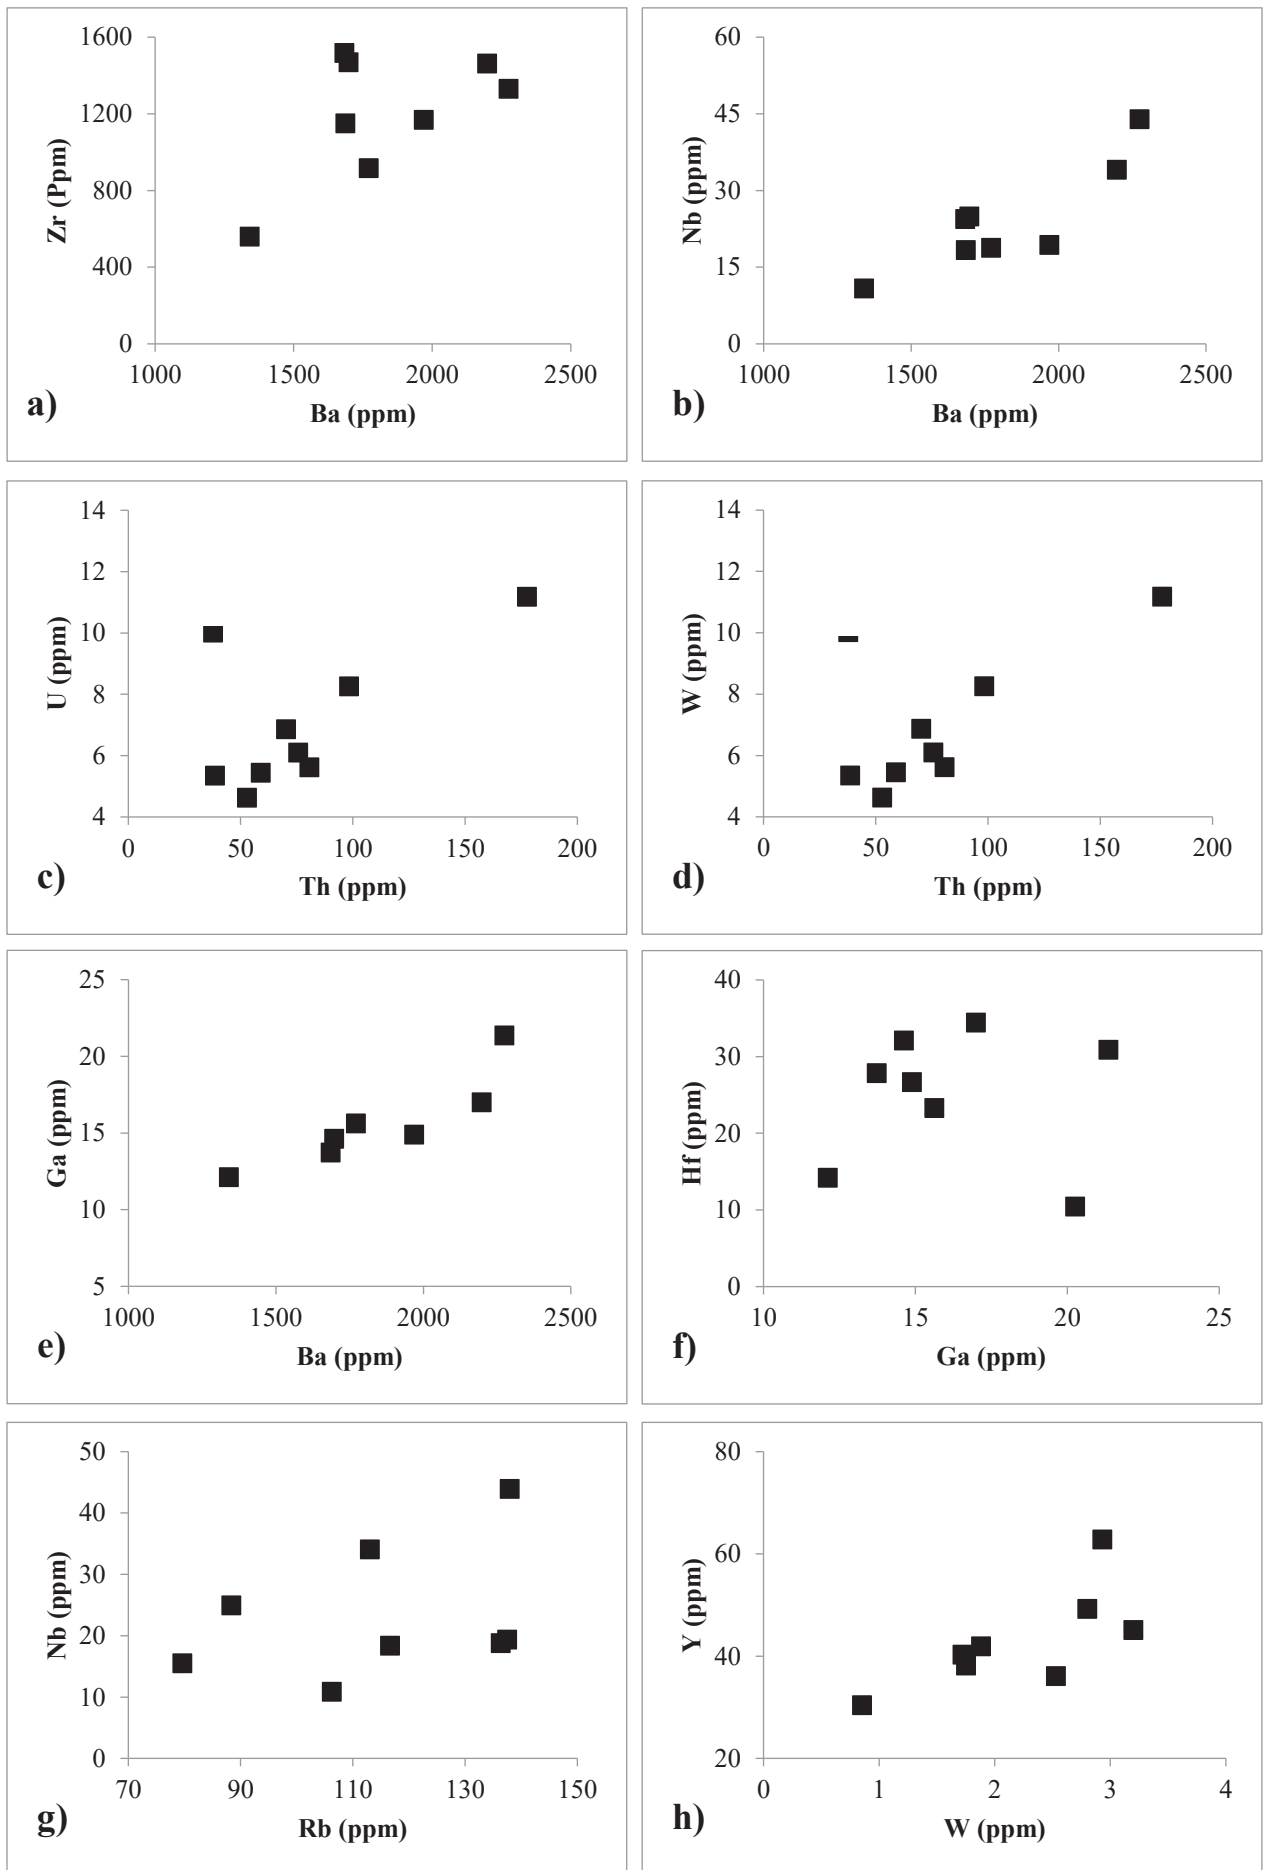 1600
1200
800
400
0
Zr (Ppm)
1000 1500 2000 2500
a)
Ba (ppm)
60
45
30
15
0
Nb (ppm)
1000 1500 2000 2500
b)
Ba (ppm)
14
12
10
8
6
4
U (ppm)
0 50 100 150 200
c)
Th (ppm)
14
12
10
8
6
4
W (ppm)
0 50 100 150 200
d)
Th (ppm)
25
20
15
10
5
Ga (ppm)
1000 1500 2000 2500
e)
Ba (ppm)
40
30
20
10
0
Hf (ppm)
10 15 20 25
f)
Ga (ppm)
50
40
30
20
10
0
Nb (ppm)
70 90 110 130 150
g)
Rb (ppm)
80
60
40
20
Y (ppm)
0 1 2 3 4
h)
W (ppm)